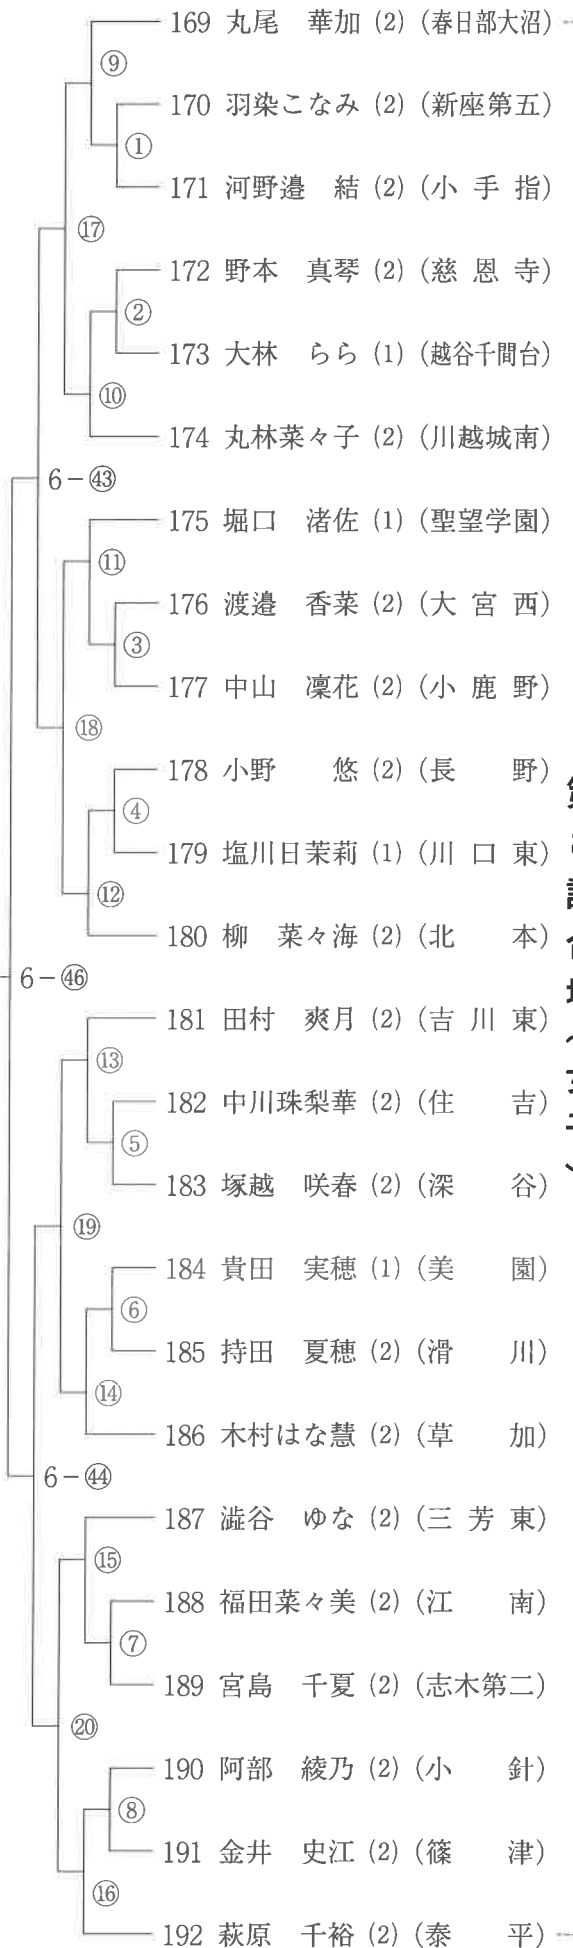 169 丸尾 華加 (2) (春日部大沼)
⑨
170 羽染こなみ (2) (新座第五)
①
171 河野邉 結 (2) (小手指)
⑰
172 野本 真琴 (2) (慈恩寺)
②
173 大林 らら (1) (越谷千間台)
⑩
174 丸林菜々子 (2) (川越城南)
6-㊸
175 堀口 渚佐 (1) (聖望学園)
⑪
176 渡邉 香菜 (2) (大宮西)
③
177 中山 凜花 (2) (小鹿野)
⑱
178 小野 悠 (2) (長野)
④
179 塩川日茉莉 (1) (川口東)
⑫
180 柳 菜々海 (2) (北本)
6-㊻
181 田村 爽月 (2) (吉川東)
⑬
182 中川珠梨華 (2) (住吉)
⑤
183 塚越 咲春 (2) (深谷)
⑲
184 貴田 実穂 (1) (美園)
⑥
185 持田 夏穂 (2) (滑川)
⑭
186 木村はな慧 (2) (草加)
6-㊹
187 澁谷 ゆな (2) (三芳東)
⑮
188 福田菜々美 (2) (江南)
⑦
189 宮島 千夏 (2) (志木第二)
⑳
190 阿部 綾乃 (2) (小針)
⑧
191 金井 史江 (2) (篠津)
⑯
192 萩原 千裕 (2) (泰平)